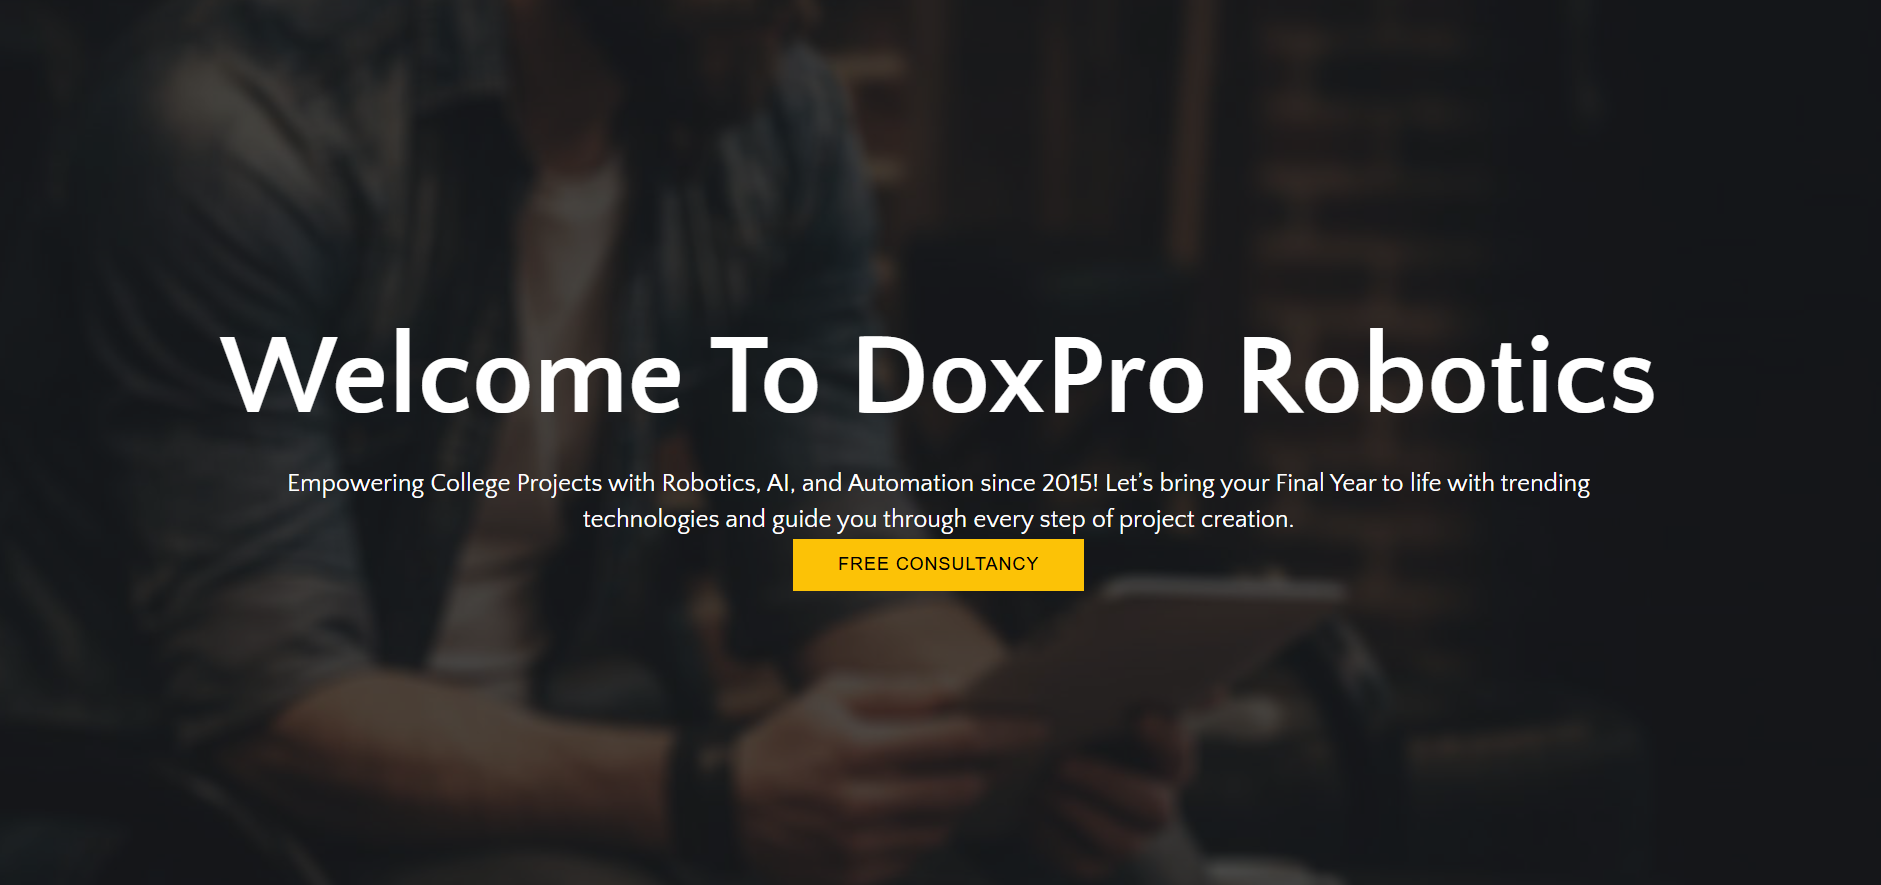 Welcome To DoxPro Robotics
Empowering College Projects with Robotics, AI, and Automation since 2015! Let’s bring your Final Year to life with trending
technologies and guide you through every step of project creation.
FREE CONSULTANCY